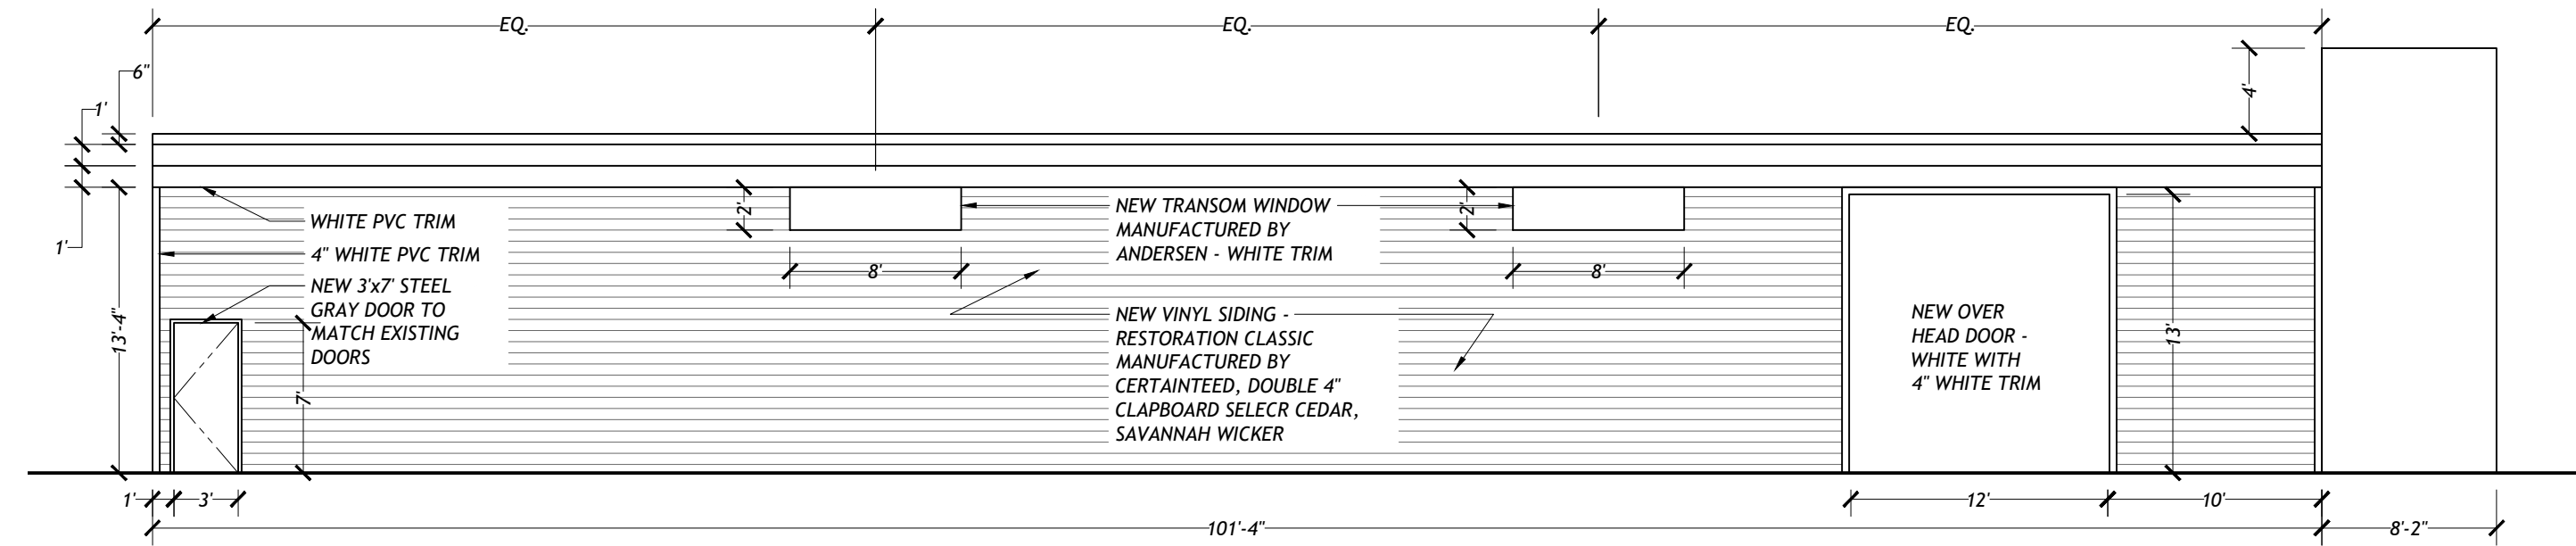 EQ.
EQ.
EQ.
6"
1'
4'
1'
13'-4"
WHITE PVC TRIM
4" WHITE PVC TRIM
NEW 3'x7' STEEL
GRAY DOOR TO
MATCH EXISTING
DOORS
7'
2'
8'
NEW TRANSOM WINDOW
MANUFACTURED BY
ANDERSEN - WHITE TRIM
2'
8'
NEW VINYL SIDING -
RESTORATION CLASSIC
MANUFACTURED BY
CERTAINTEED, DOUBLE 4"
CLAPBOARD SELECR CEDAR,
SAVANNAH WICKER
NEW OVER
HEAD DOOR -
WHITE WITH
4" WHITE TRIM
13'
1'
3'
12'
10'
101'-4"
8'-2"